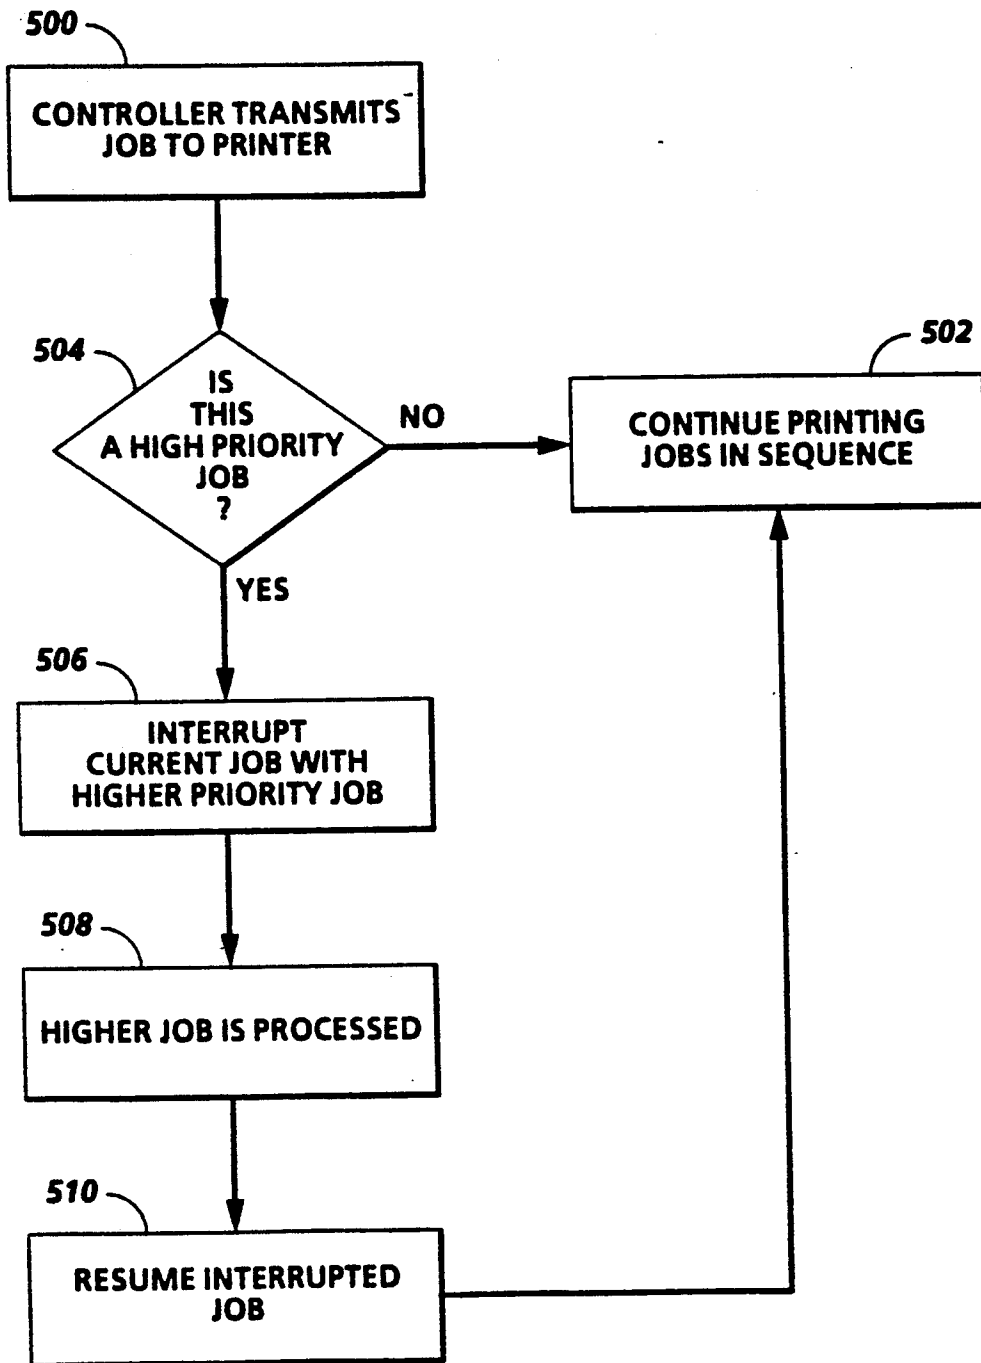 500
CONTROLLER TRANSMITS
JOB TO PRINTER
504
IS
THIS
A HIGH PRIORITY
JOB
?
NO
502
CONTINUE PRINTING
JOBS IN SEQUENCE
YES
506
INTERRUPT
CURRENT JOB WITH
HIGHER PRIORITY JOB
508
HIGHER JOB IS PROCESSED
510
RESUME INTERRUPTED
JOB